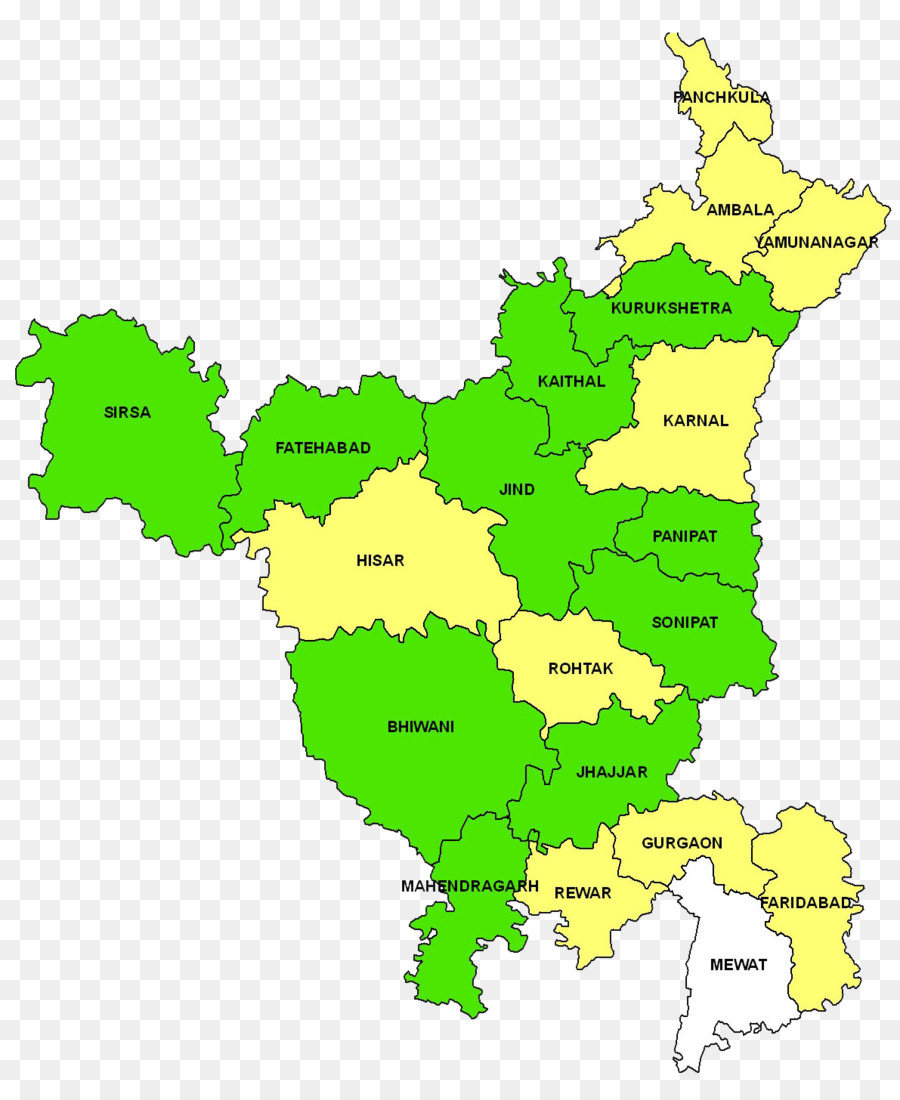 PANCHKULA
AMBALA
YAMUNANAGAR
KURUKSHETRA
KAITHAL
SIRSA
KARNAL
FATEHABAD
JIND
PANIPAT
HISAR
SONIPAT
ROHTAK
BHIWANI
JHAJJAR
GURGAON
MAHENDRAGARH
REWAR
FARIDABAD
MEWAT